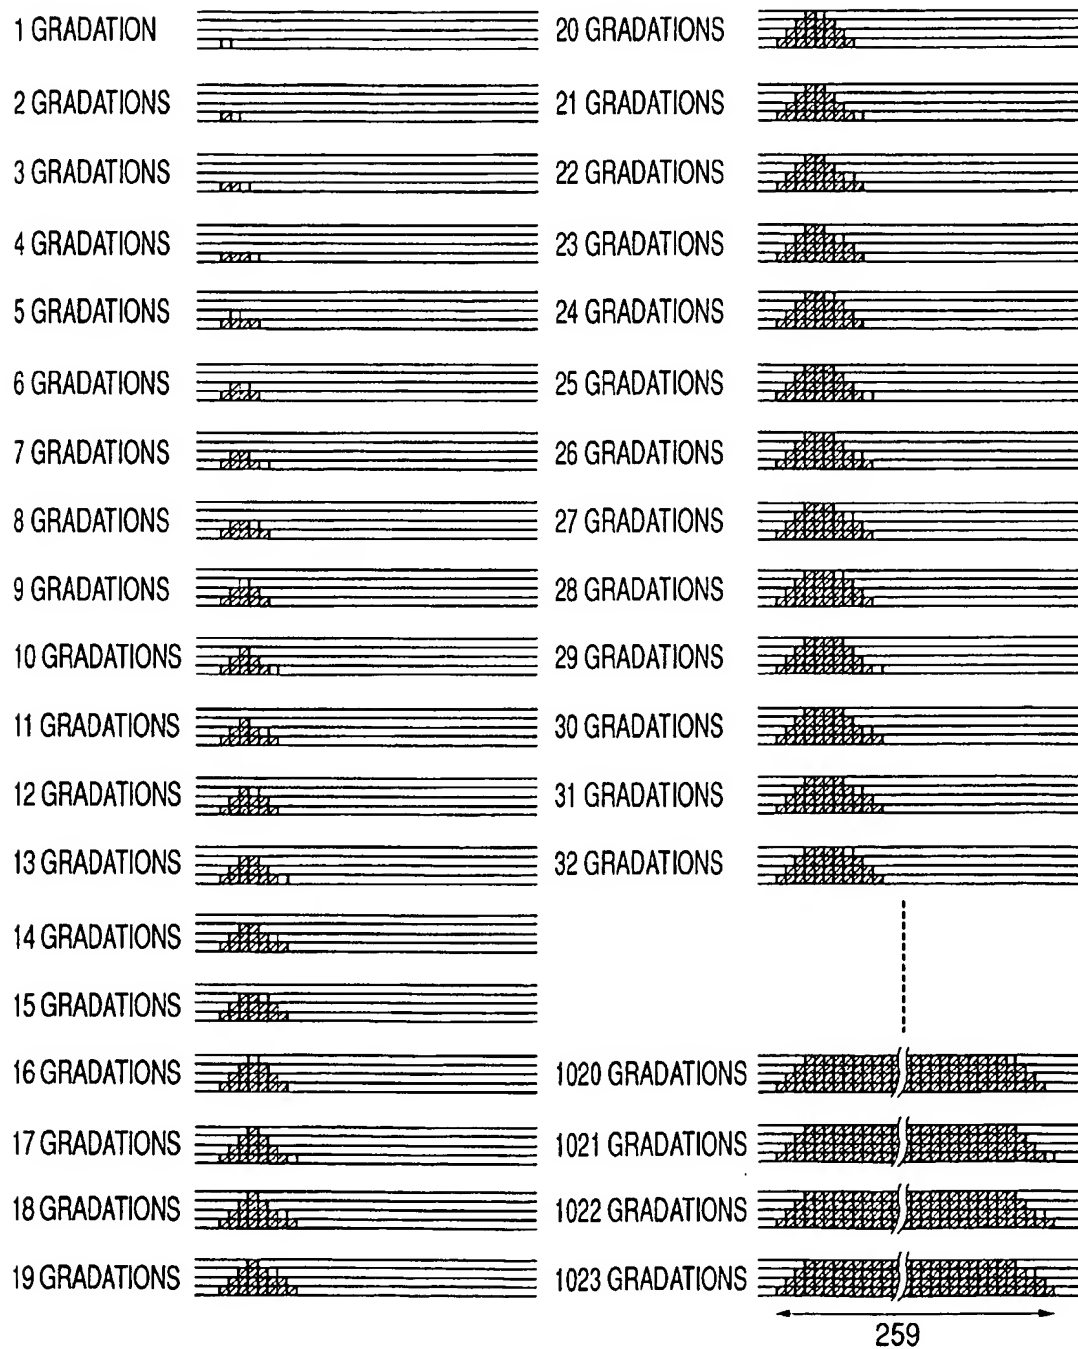 1 GRADATION
2 GRADATIONS
3 GRADATIONS
4 GRADATIONS
5 GRADATIONS
6 GRADATIONS
7 GRADATIONS
8 GRADATIONS
9 GRADATIONS
10 GRADATIONS
11 GRADATIONS
12 GRADATIONS
13 GRADATIONS
14 GRADATIONS
15 GRADATIONS
16 GRADATIONS
17 GRADATIONS
18 GRADATIONS
19 GRADATIONS
20 GRADATIONS
21 GRADATIONS
22 GRADATIONS
23 GRADATIONS
24 GRADATIONS
25 GRADATIONS
26 GRADATIONS
27 GRADATIONS
28 GRADATIONS
29 GRADATIONS
30 GRADATIONS
31 GRADATIONS
32 GRADATIONS
1020 GRADATIONS
1021 GRADATIONS
1022 GRADATIONS
1023 GRADATIONS
259